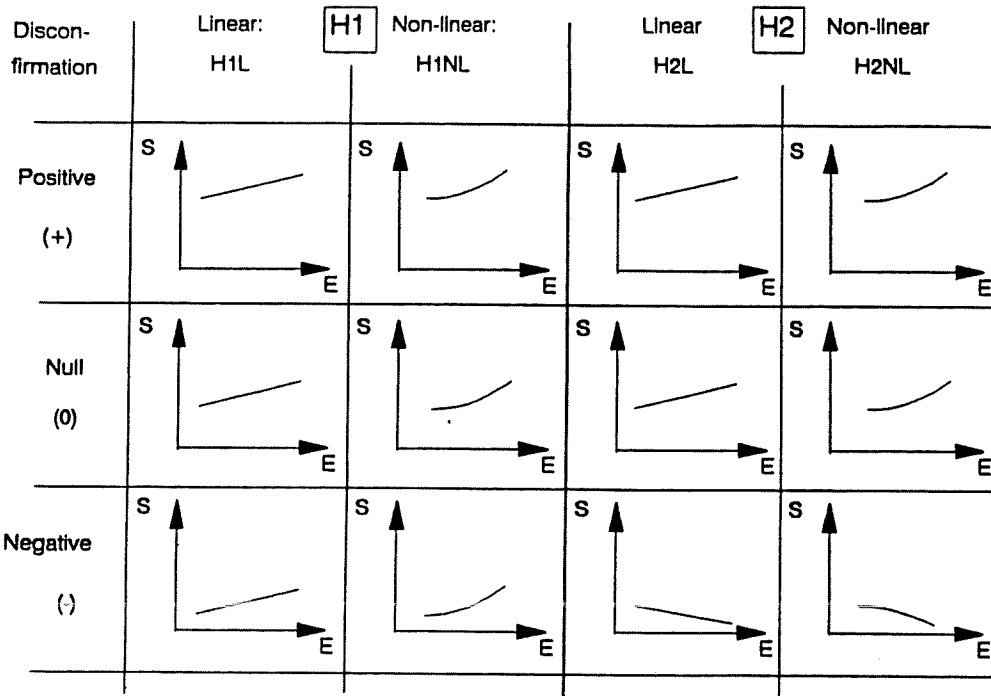 Discon-
firmation
Linear:
H1L
H1
Non-linear:
H1NL
Linear
H2L
H2
Non-linear
H2NL
Positive
(+)
S
E
S
E
S
E
S
E
Null
(0)
S
E
S
E
S
E
S
E
Negative
(-)
S
E
S
E
S
E
S
E